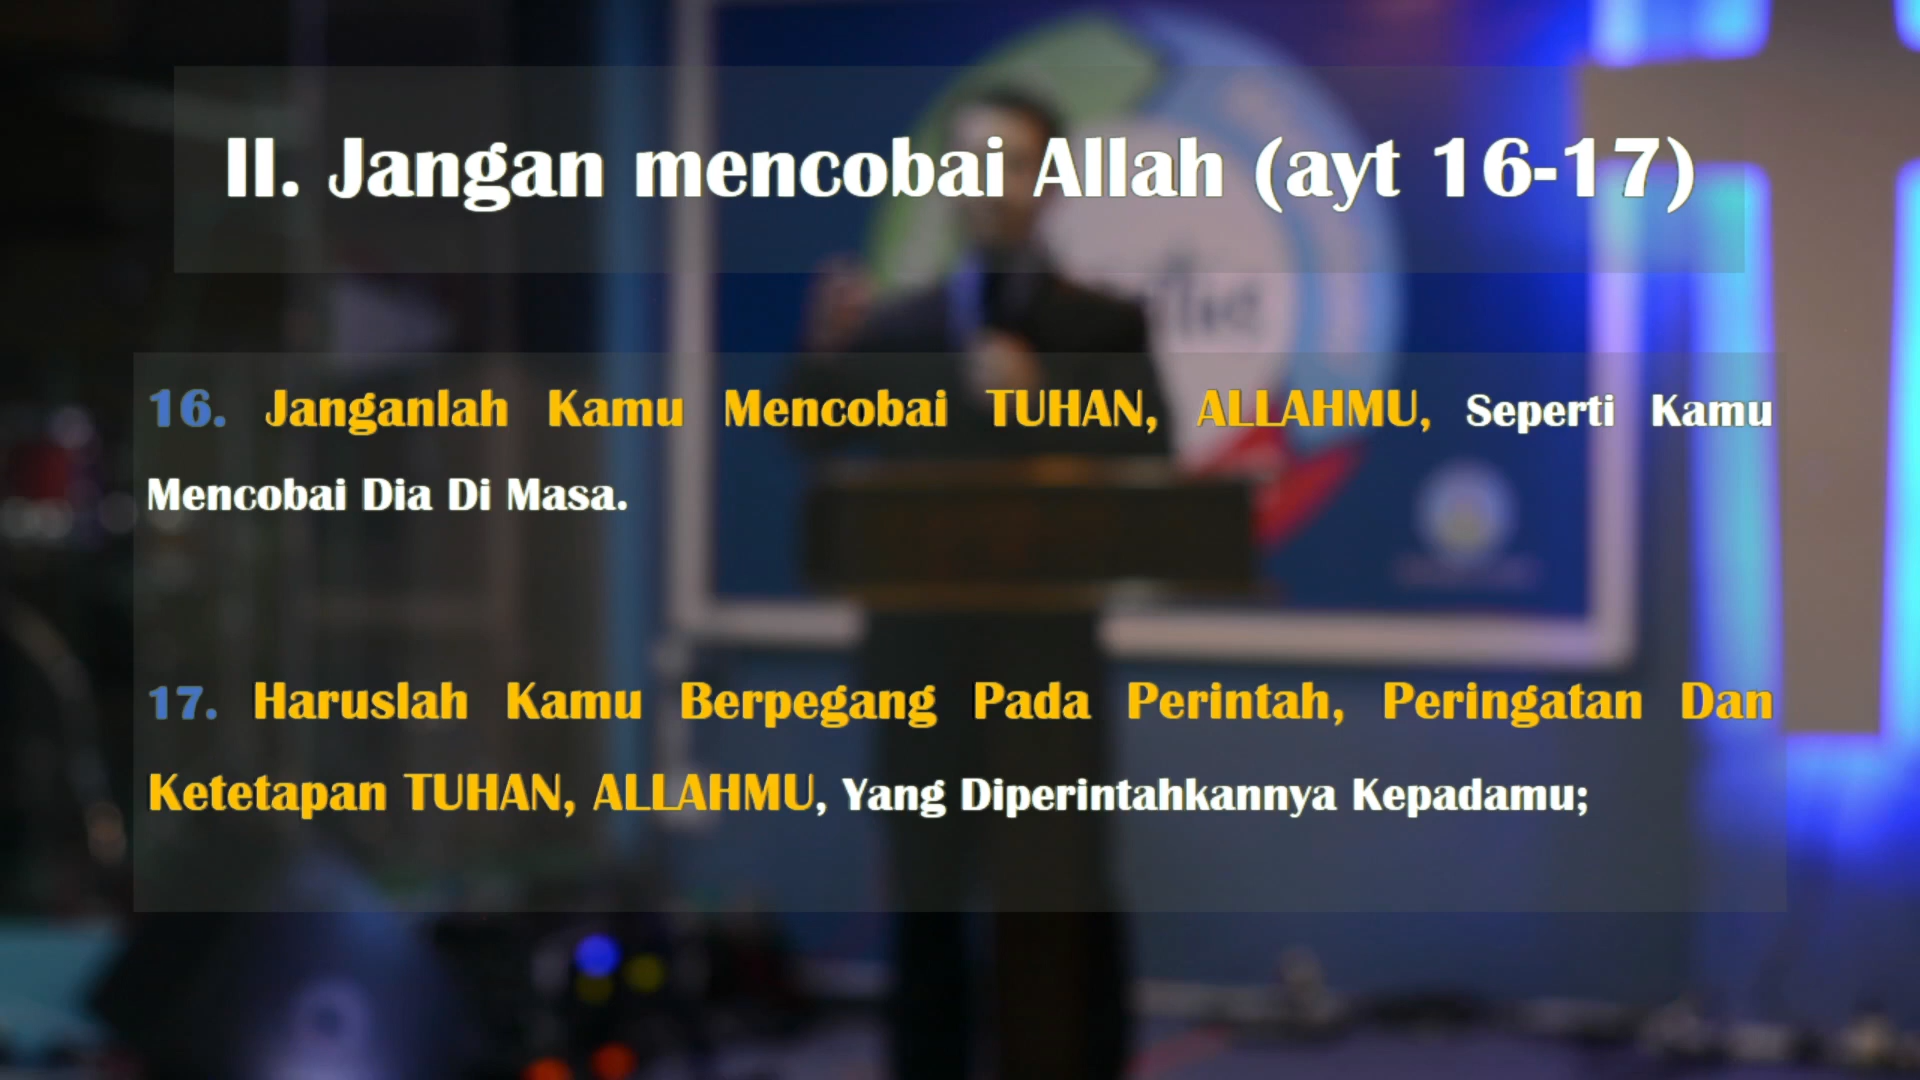 II. Jangan mencobai Allah (ayt 16-17)
16. Janganlah Kamu Mencobai TUHAN, ALLAHMU, Seperti Kamu
Mencobai Dia Di Masa.
17. Haruslah Kamu Berpegang Pada Perintah, Peringatan Dan
Ketetapan TUHAN, ALLAHMU, Yang Diperintahkannya Kepadamu;